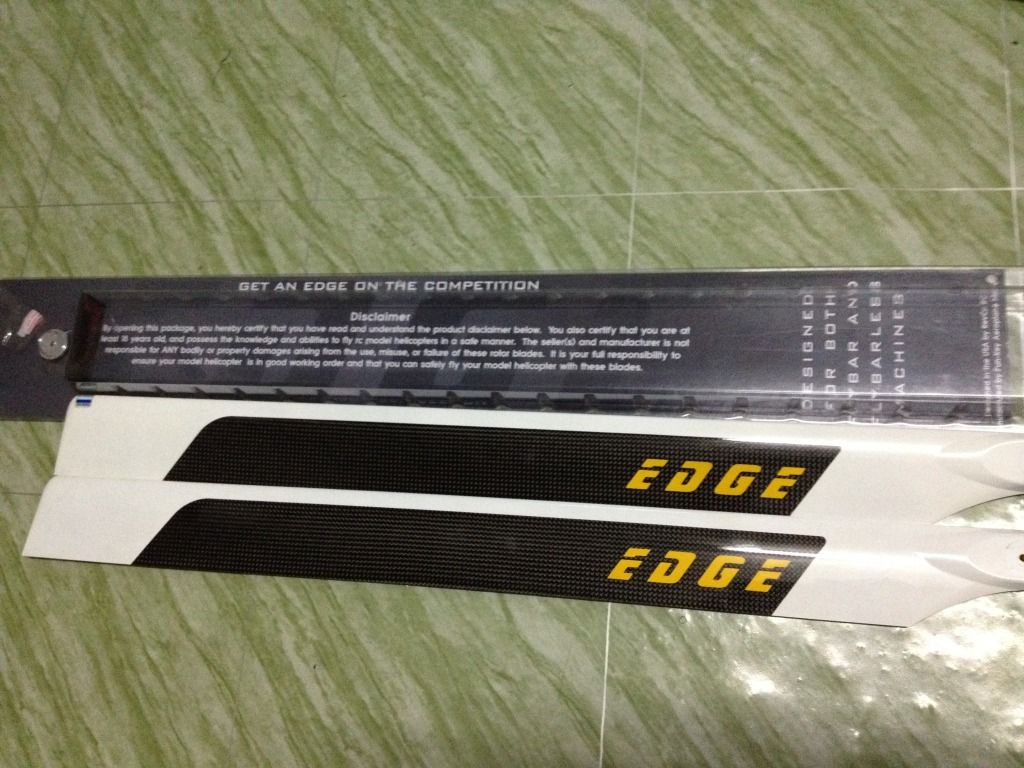 GET AN EDGE ON THE COMPETITION
Disclaimer
By opening this package, you hereby certify that you have read and understand the product disclaimer below. You also certify that you are at
least 18 years old, and possess the knowledge and abilities to fly rc model helicopters in a safe manner. The seller(s) and manufacturer is not
responsible for ANY bodily or property damages arising from the use, misuse, or failure of these rotor blades. It is your full responsibility to
ensure your model helicopter is in good working order and that you can safely fly your model helicopter with these blades.
DESIGNED
FOR BOTH
FLYBAR AND
FLYBARLESS
MACHINES
in the USA by
by
EDGE
EDGE